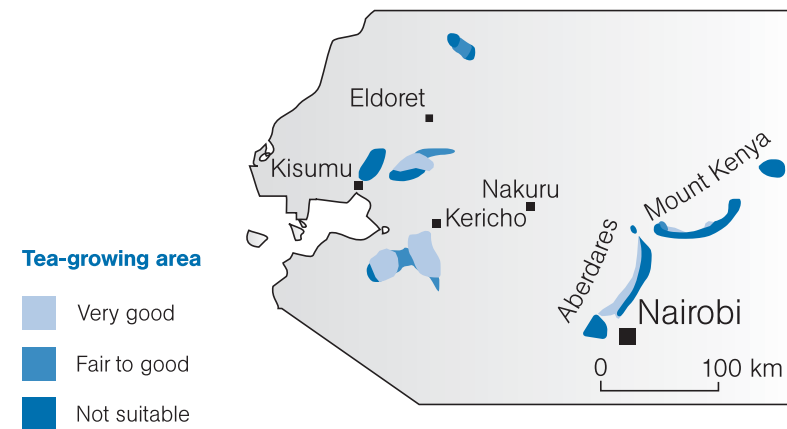 Eldoret
Kisumu
Nakuru
Kericho
Mount Kenya
Aberdares
Nairobi
0 100 km
Tea-growing area
Very good
Fair to good
Not suitable